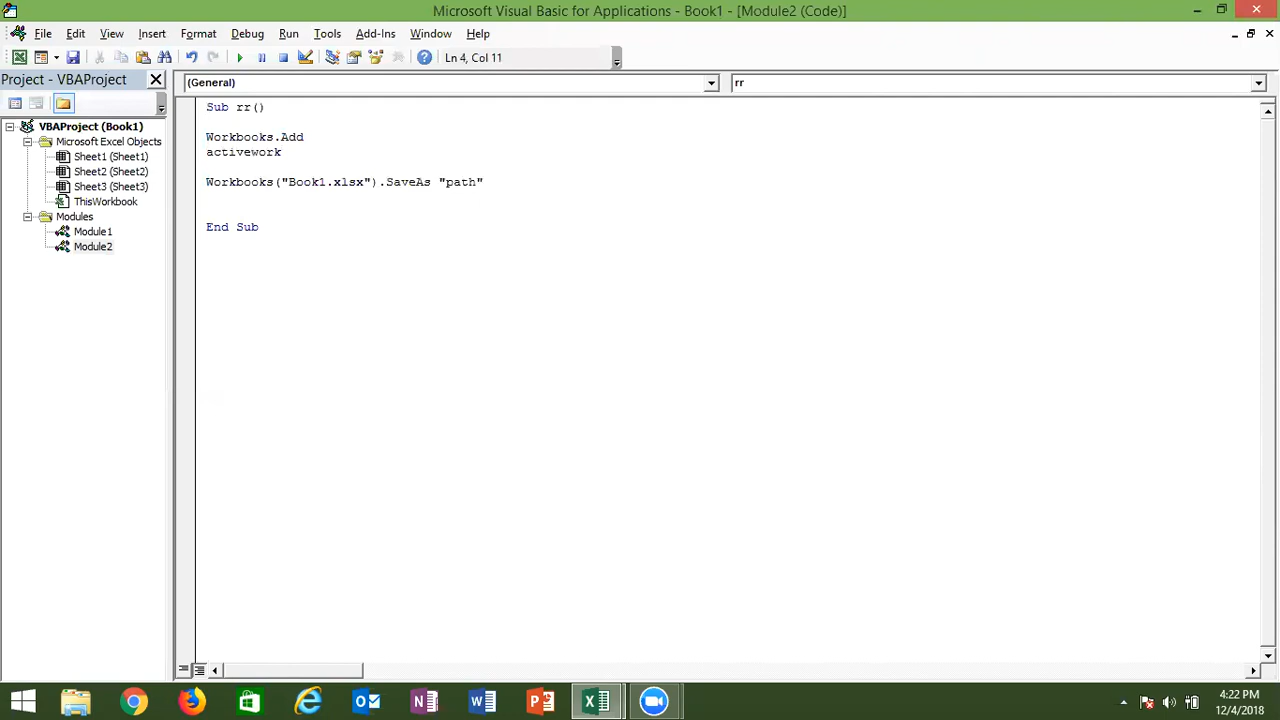 Microsoft Visual Basic for Applications - Book1 - [Module2 (Code)]
File Edit View Insert Format Debug Run Tools Add-Ins Window Help
Ln 4, Col 11
Project - VBAProject
(General)
rr
VBAProject (Book1)
Microsoft Excel Objects
Sheet1 (Sheet1)
Sheet2 (Sheet2)
Sheet3 (Sheet3)
ThisWorkbook
Modules
Module1
Module2
Sub rr()
Workbooks.Add
activework
Workbooks("Book1.xlsx").SaveAs "path"
End Sub
4:22 PM
12/4/2018